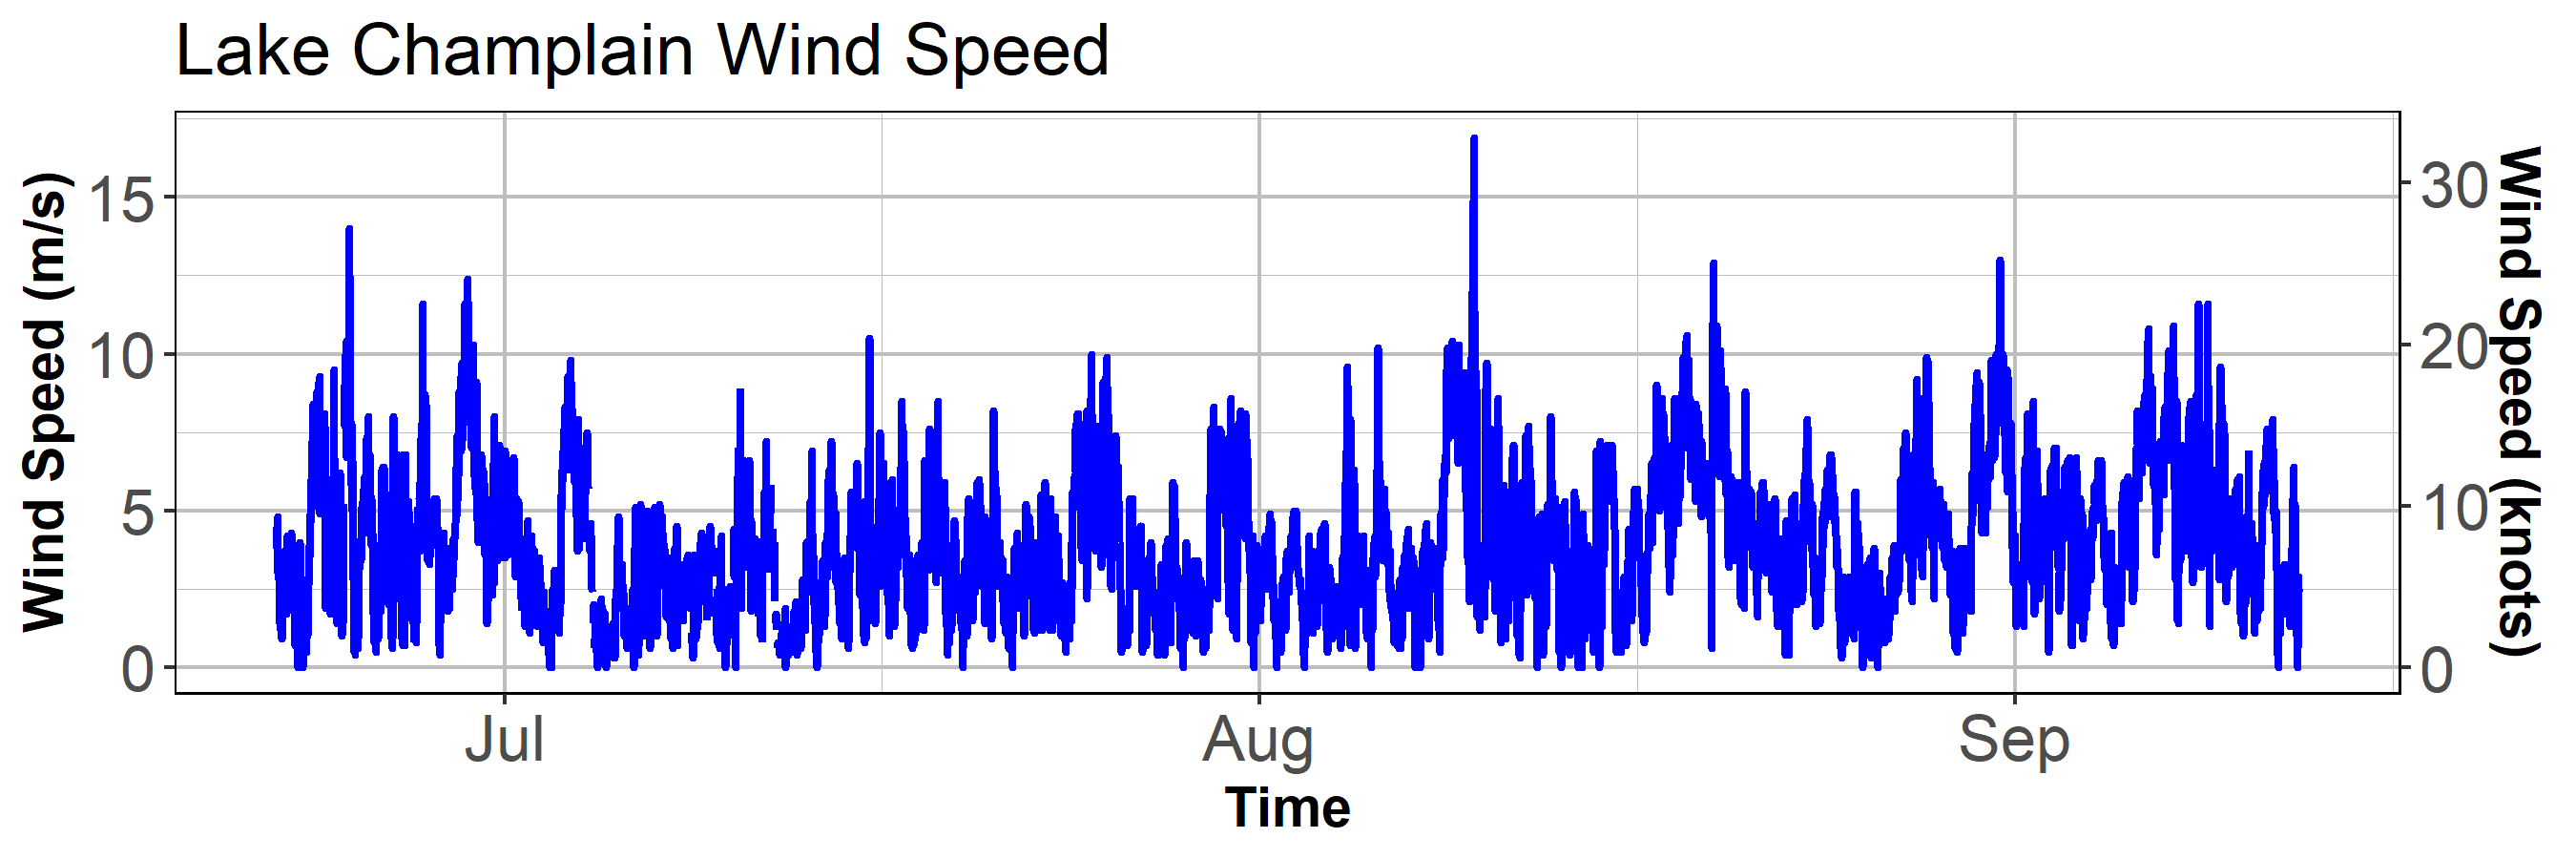 Lake Champlain Wind Speed
Wind Speed (m/s)
15
10
5
0
30
20
10
0
Wind Speed (knots)
Jul
Aug
Sep
Time